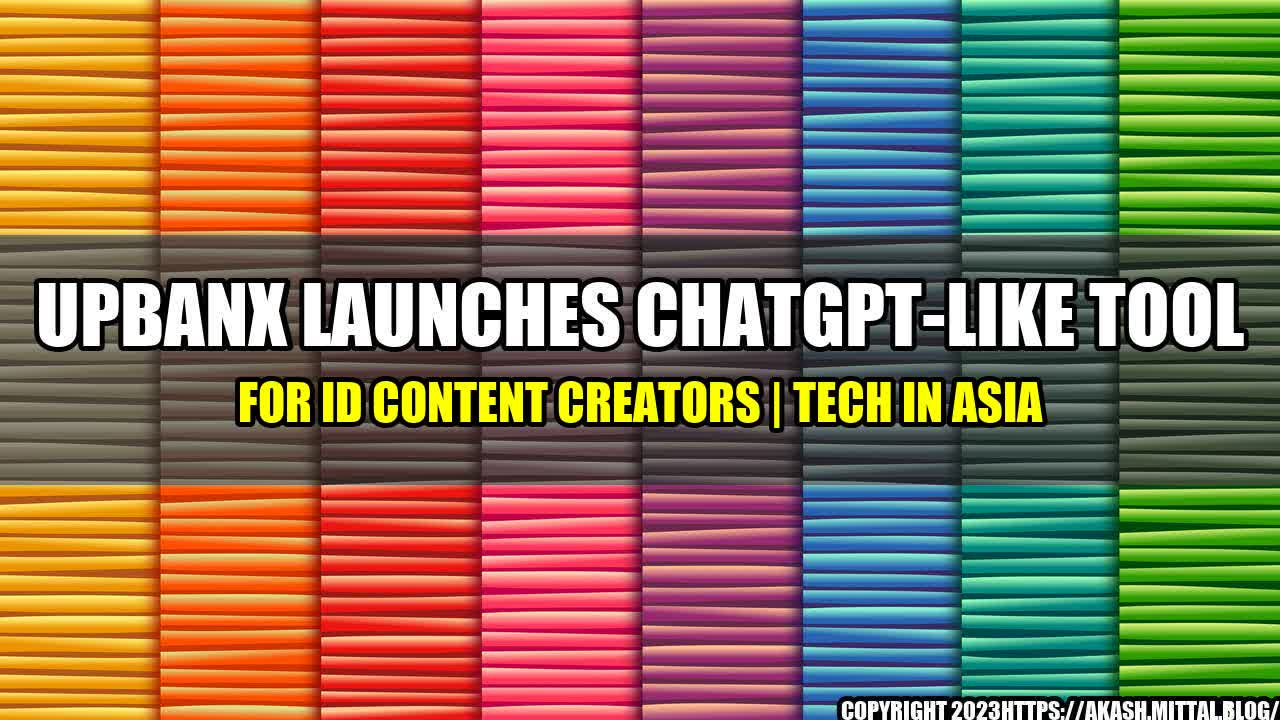 UPBANX LAUNCHES CHATGPT-LIKE TOOL
FOR ID CONTENT CREATORS | TECH IN ASIA
COPYRIGHT 2023HTTPS://AKASH.MITTAL.BLOG/